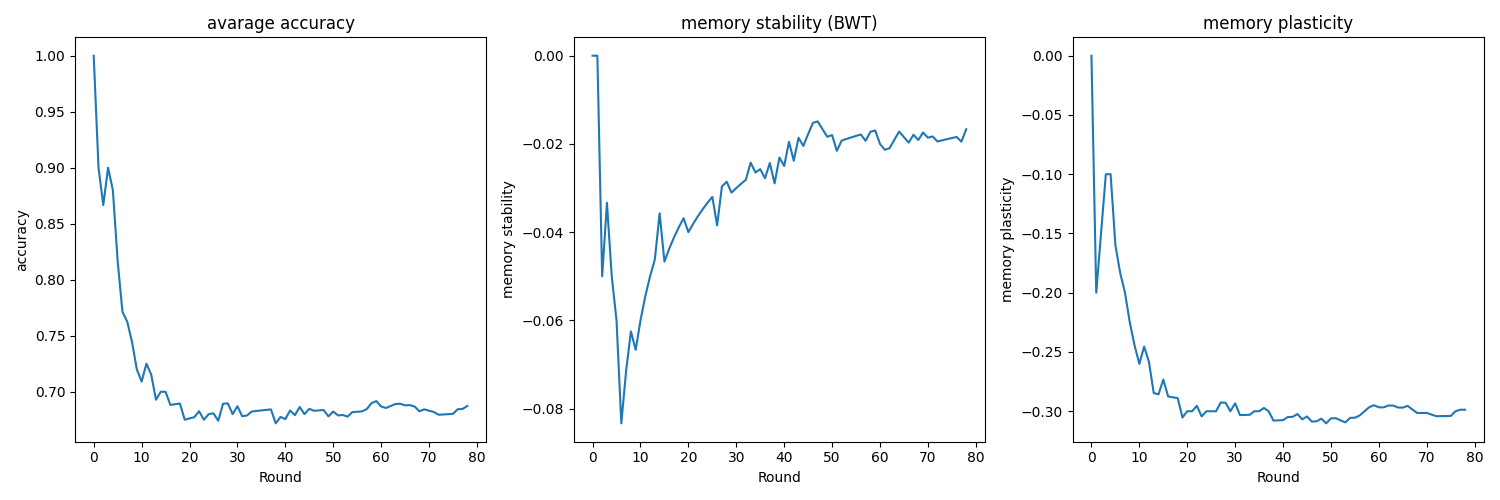 avarage accuracy
accuracy
1.00
0.95
0.90
0.85
0.80
0.75
0.70
0 10 20 30 40 50 60 70 80
Round
memory stability (BWT)
memory stability
0.00
−0.02
−0.04
−0.06
−0.08
0 10 20 30 40 50 60 70 80
Round
memory plasticity
memory plasticity
0.00
−0.05
−0.10
−0.15
−0.20
−0.25
−0.30
0 10 20 30 40 50 60 70 80
Round